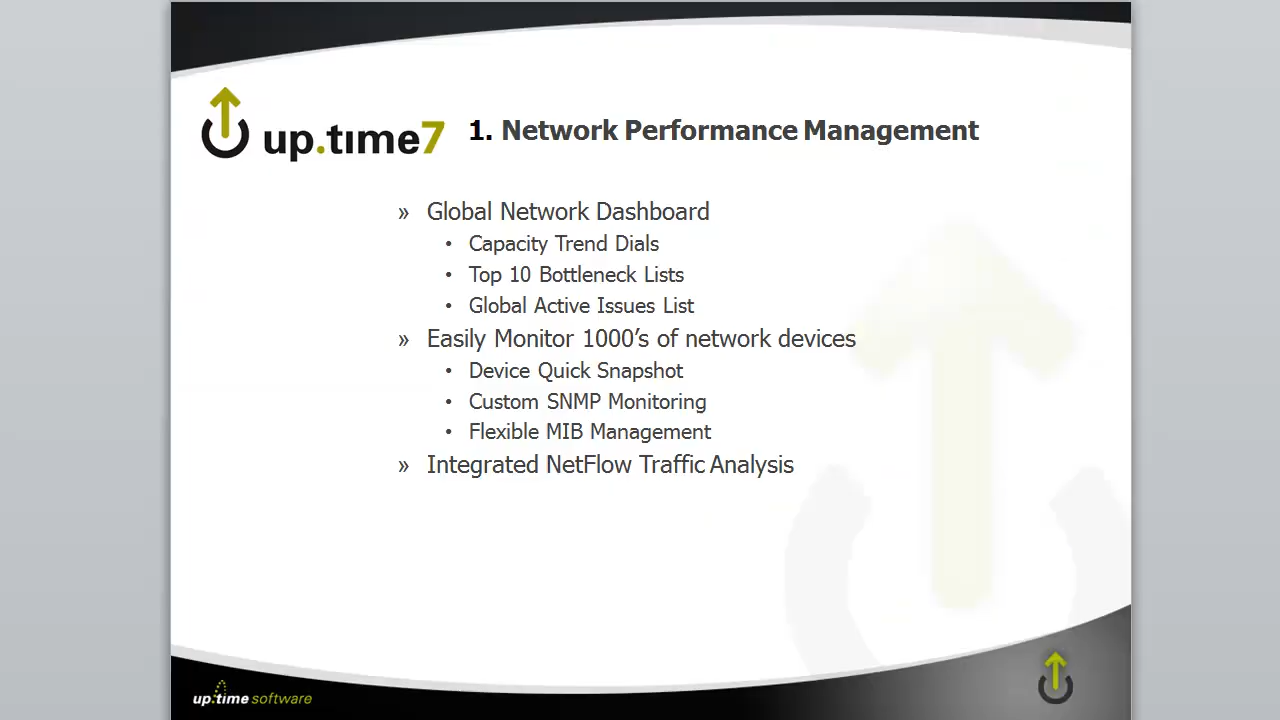 up.time7 1. Network Performance Management
» Global Network Dashboard
• Capacity Trend Dials
• Top 10 Bottleneck Lists
• Global Active Issues List
» Easily Monitor 1000’s of network devices
• Device Quick Snapshot
• Custom SNMP Monitoring
• Flexible MIB Management
» Integrated NetFlow Traffic Analysis
up.time software